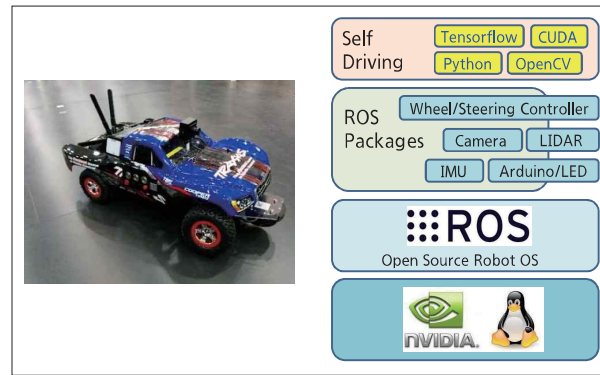 Self
Driving
Tensorflow
CUDA
Python
OpenCV
ROS
Packages
Wheel/Steering Controller
Camera
LIDAR
IMU
Arduino/LED
ROS
Open Source Robot OS
NVIDIA.
TRAXXAS